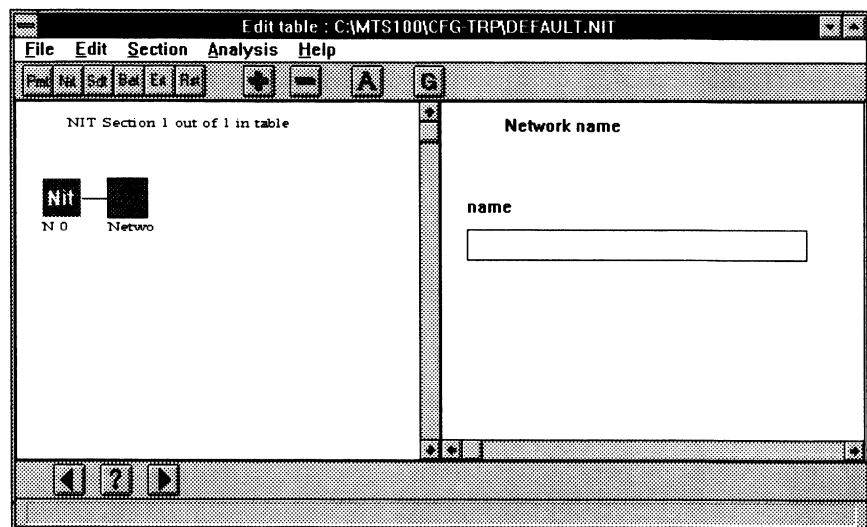 Edit table : C:\MTS100\CFG-TRP\DEFAULT.NIT
File Edit Section Analysis Help
Pmt Nit Sdt Bat Eit Rst + − A G
NIT Section 1 out of 1 in table
Nit
N 0 Netwo
Network name
name
?